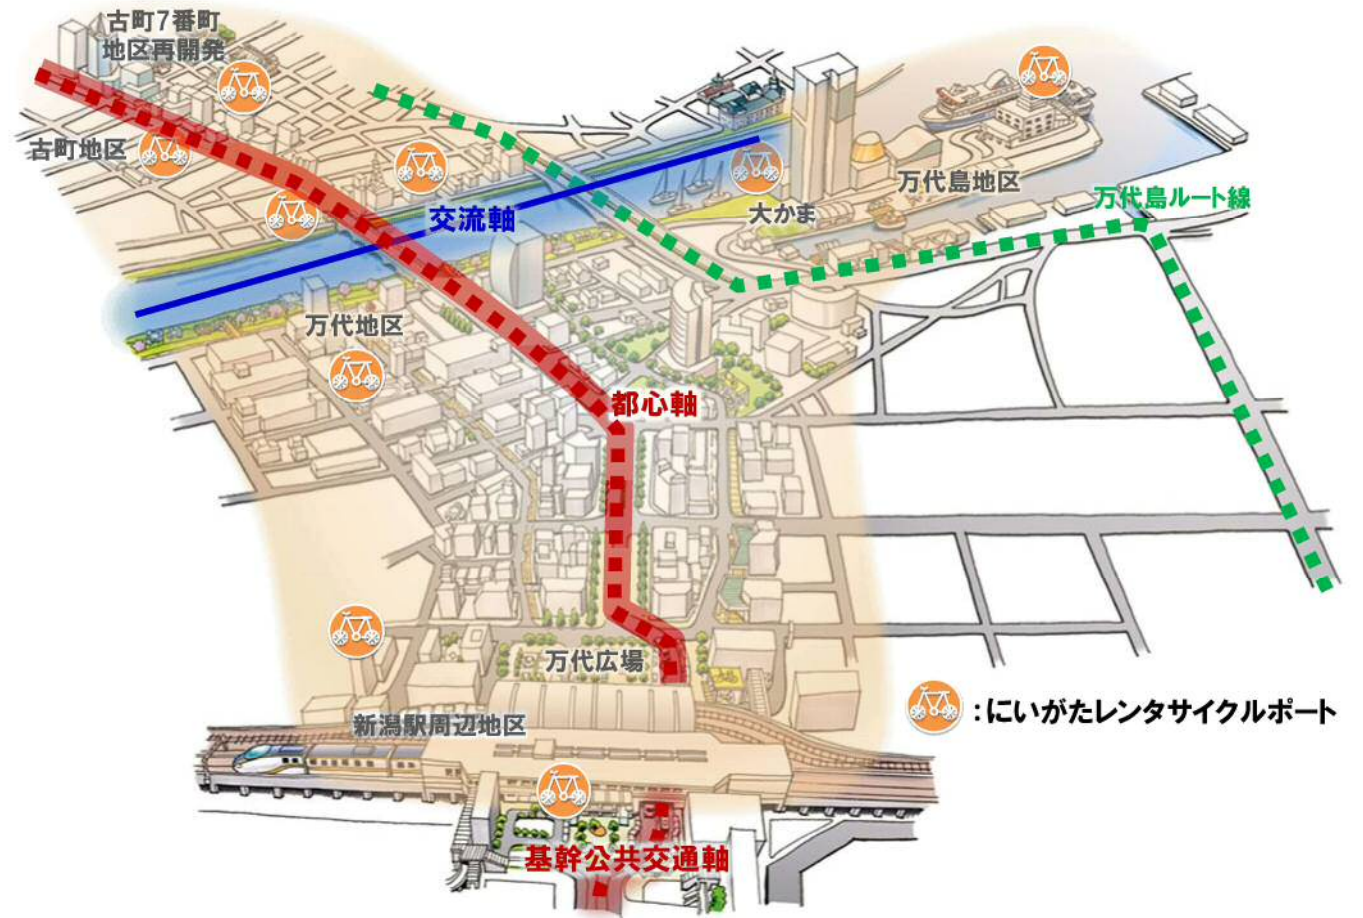 古町7番町
地区再開発
古町地区
交流軸
大かま
万代島地区
万代島ルート線
万代地区
都心軸
万代広場
新潟駅周辺地区
:にいがたレンタサイクルポート
基幹公共交通軸